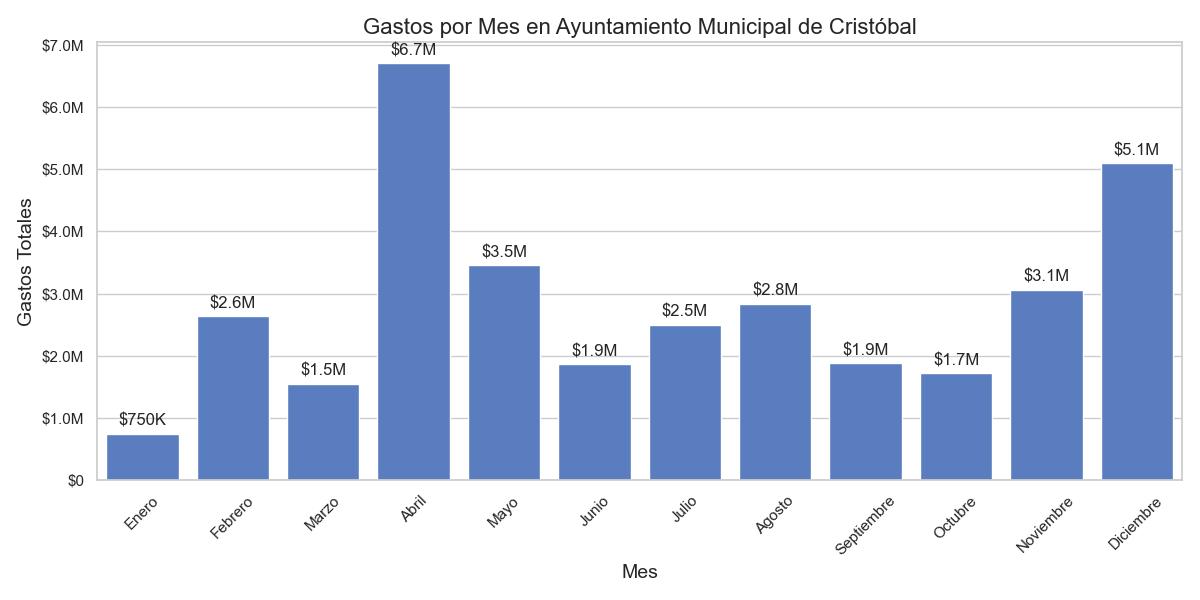 Gastos por Mes en Ayuntamiento Municipal de Cristóbal
Gastos Totales
$7.0M
$6.0M
$5.0M
$4.0M
$3.0M
$2.0M
$1.0M
$0
$750K
$2.6M
$1.5M
$6.7M
$3.5M
$1.9M
$2.5M
$2.8M
$1.9M
$1.7M
$3.1M
$5.1M
Enero
Febrero
Marzo
Abril
Mayo
Junio
Julio
Agosto
Septiembre
Octubre
Noviembre
Diciembre
Mes